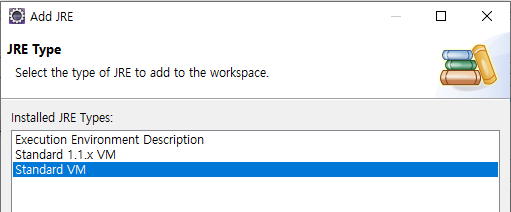 Add JRE
JRE Type
Select the type of JRE to add to the workspace.
Installed JRE Types:
Execution Environment Description
Standard 1.1.x VM
Standard VM